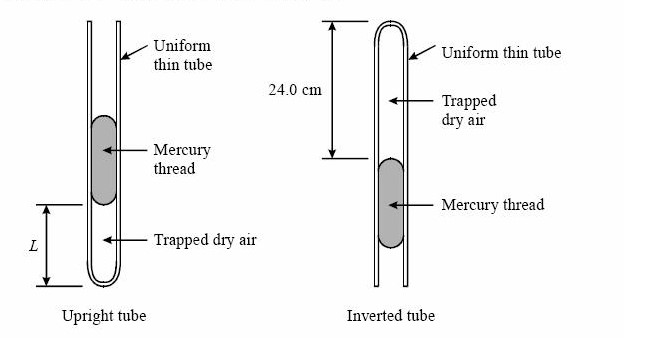 Uniform
thin tube
Mercury
thread
L
Trapped dry air
Upright tube
24.0 cm
Uniform thin tube
Trapped
dry air
Mercury thread
Inverted tube